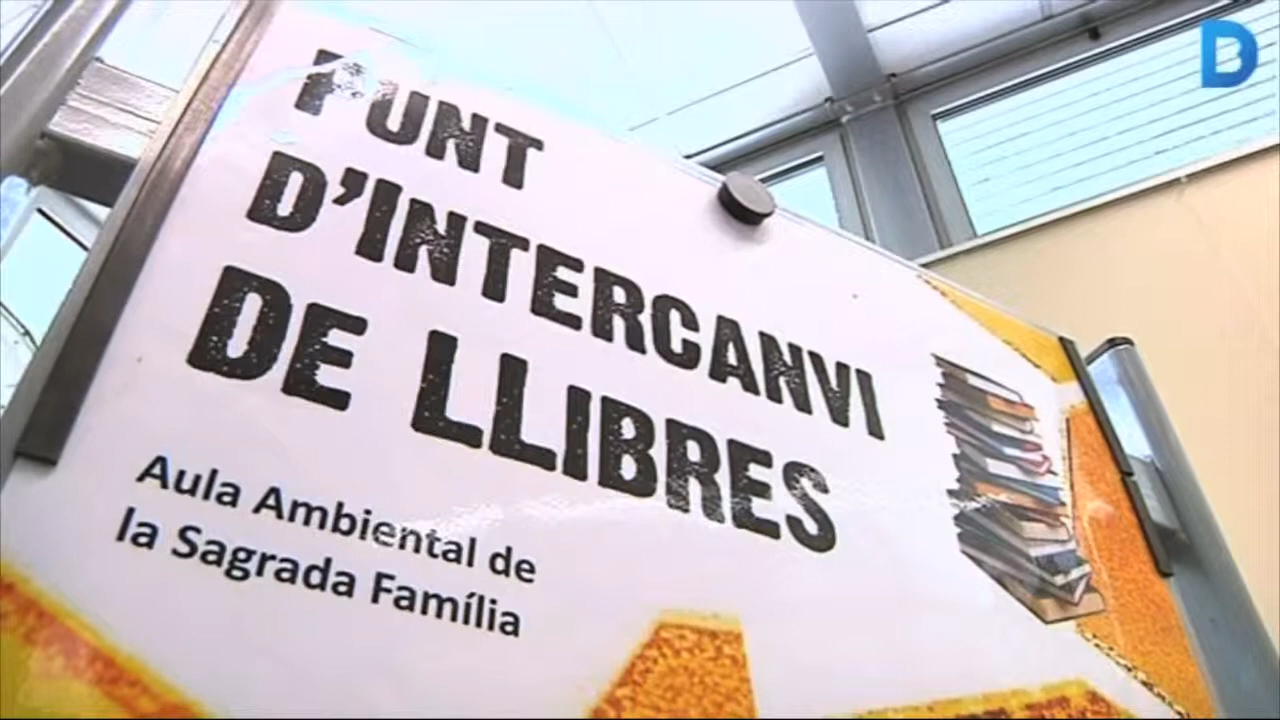 PUNT
D'INTERCANVI
DE LLIBRES
Aula Ambiental de
la Sagrada Família
B